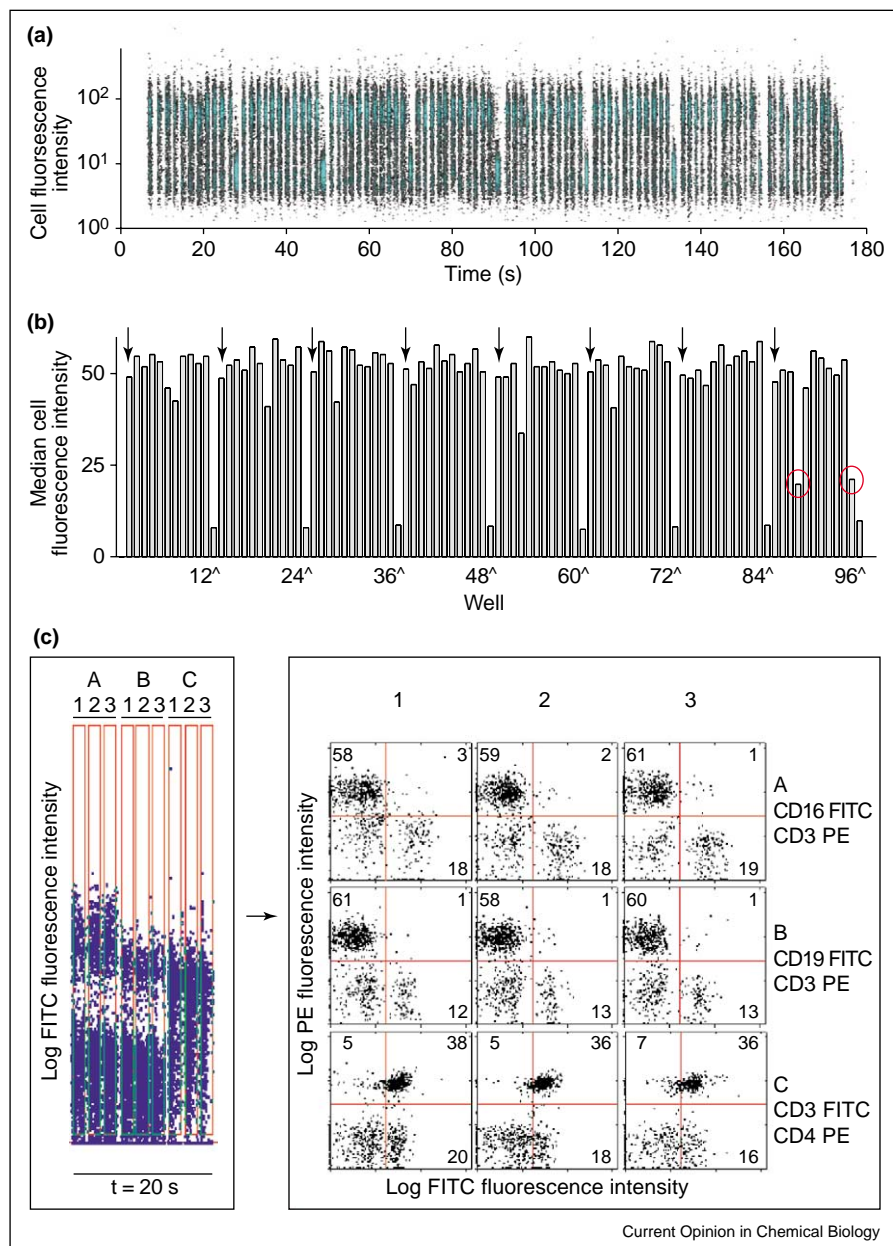 (a)
Cell fluorsescence
intensity
10²
10¹
10⁰
0 20 40 60 80 100 120 140 160 180
Time (s)
(b)
Median cell
fluorescence intensity
50
25
0
12^ 24^ 36^ 48^ 60^ 72^ 84^ 96^
Well
(c)
A B C
1 2 3 1 2 3 1 2 3
Log FITC fluorescence intensity
t = 20 s
1 2 3
Log PE fluorescence intensity
58 3 59 2 61 1
18 18 19
A
CD16 FITC
CD3 PE
61 1 58 1 60 1
12 13 13
B
CD19 FITC
CD3 PE
5 38 5 36 7 36
20 18 16
C
CD3 FITC
CD4 PE
Log FITC fluorescence intensity
Current Opinion in Chemical Biology